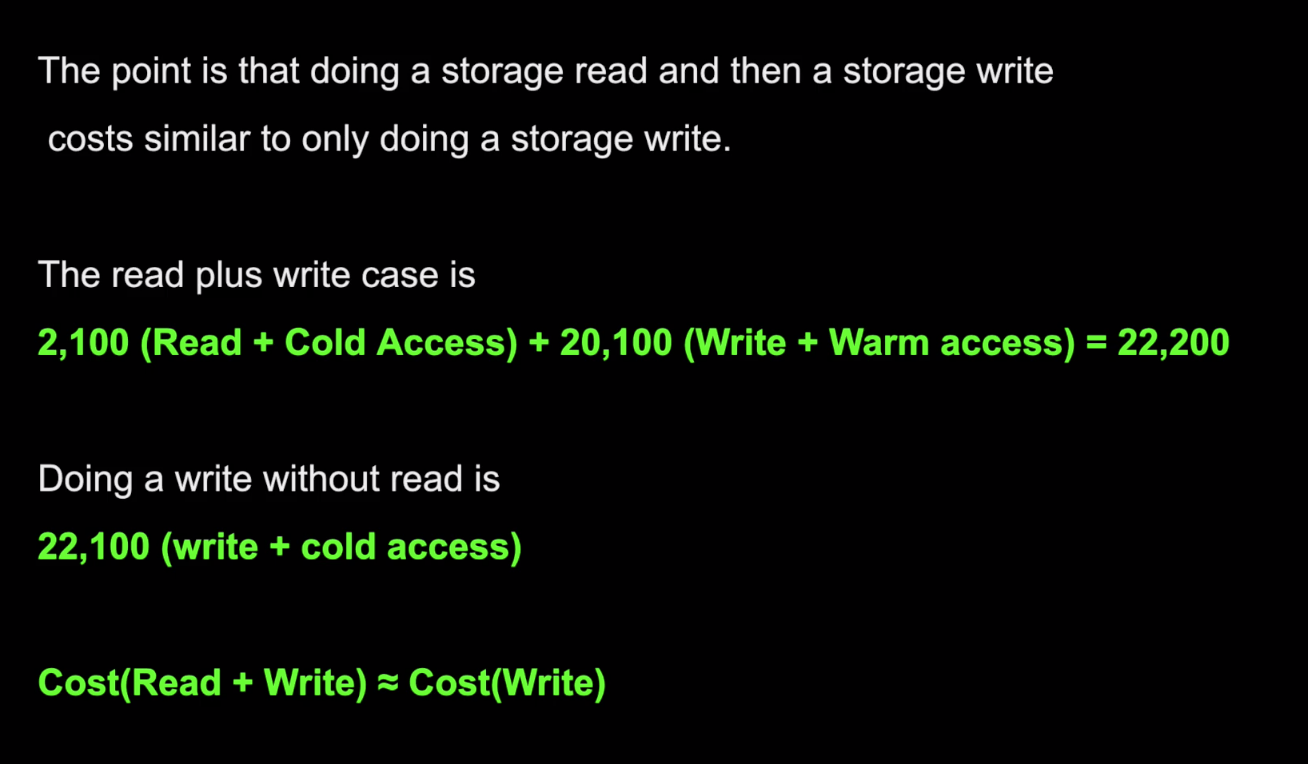 The point is that doing a storage read and then a storage write
costs similar to only doing a storage write.
The read plus write case is
2,100 (Read + Cold Access) + 20,100 (Write + Warm access) = 22,200
Doing a write without read is
22,100 (write + cold access)
Cost(Read + Write) ≈ Cost(Write)